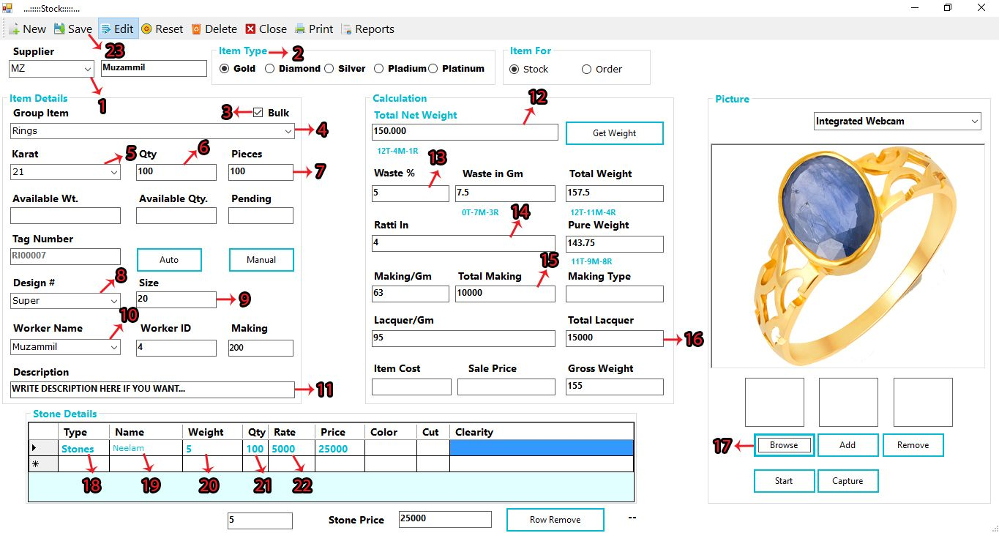 ...:::::Stock:::::...
New Save Edit Reset Delete Close Print Reports
23
Supplier
MZ Muzammil
1
Item Type 2
Gold Diamond Silver Pladium Platinum
Item For
Stock Order
Item Details
Group Item 3 Bulk
Rings 4
Karat 5 Qty 6 Pieces
21 100 100 7
Available Wt. Available Qty. Pending
Tag Number
RI00007 Auto Manual
Design # 8 Size
Super 20 9
10
Worker Name Worker ID Making
Muzammil 4 200
Description
WRITE DESCRIPTION HERE IF YOU WANT... 11
Calculation 12
Total Net Weight
150.000 Get Weight
12T-4M-1R 13
Waste % Waste in Gm Total Weight
5 7.5 157.5
0T-7M-3R 14 12T-11M-4R
Ratti In Pure Weight
4 143.75
15 11T-9M-8R
Making/Gm Total Making Making Type
63 10000
Lacquer/Gm Total Lacquer
95 15000 16
Item Cost Sale Price Gross Weight
155
Picture
Integrated Webcam
17 Browse Add Remove
Start Capture
Stone Details
Type Name Weight Qty Rate Price Color Cut Clearity
Stones Neelam 5 100 5000 25000
*
18 19 20 21 22
5 Stone Price 25000 Row Remove --